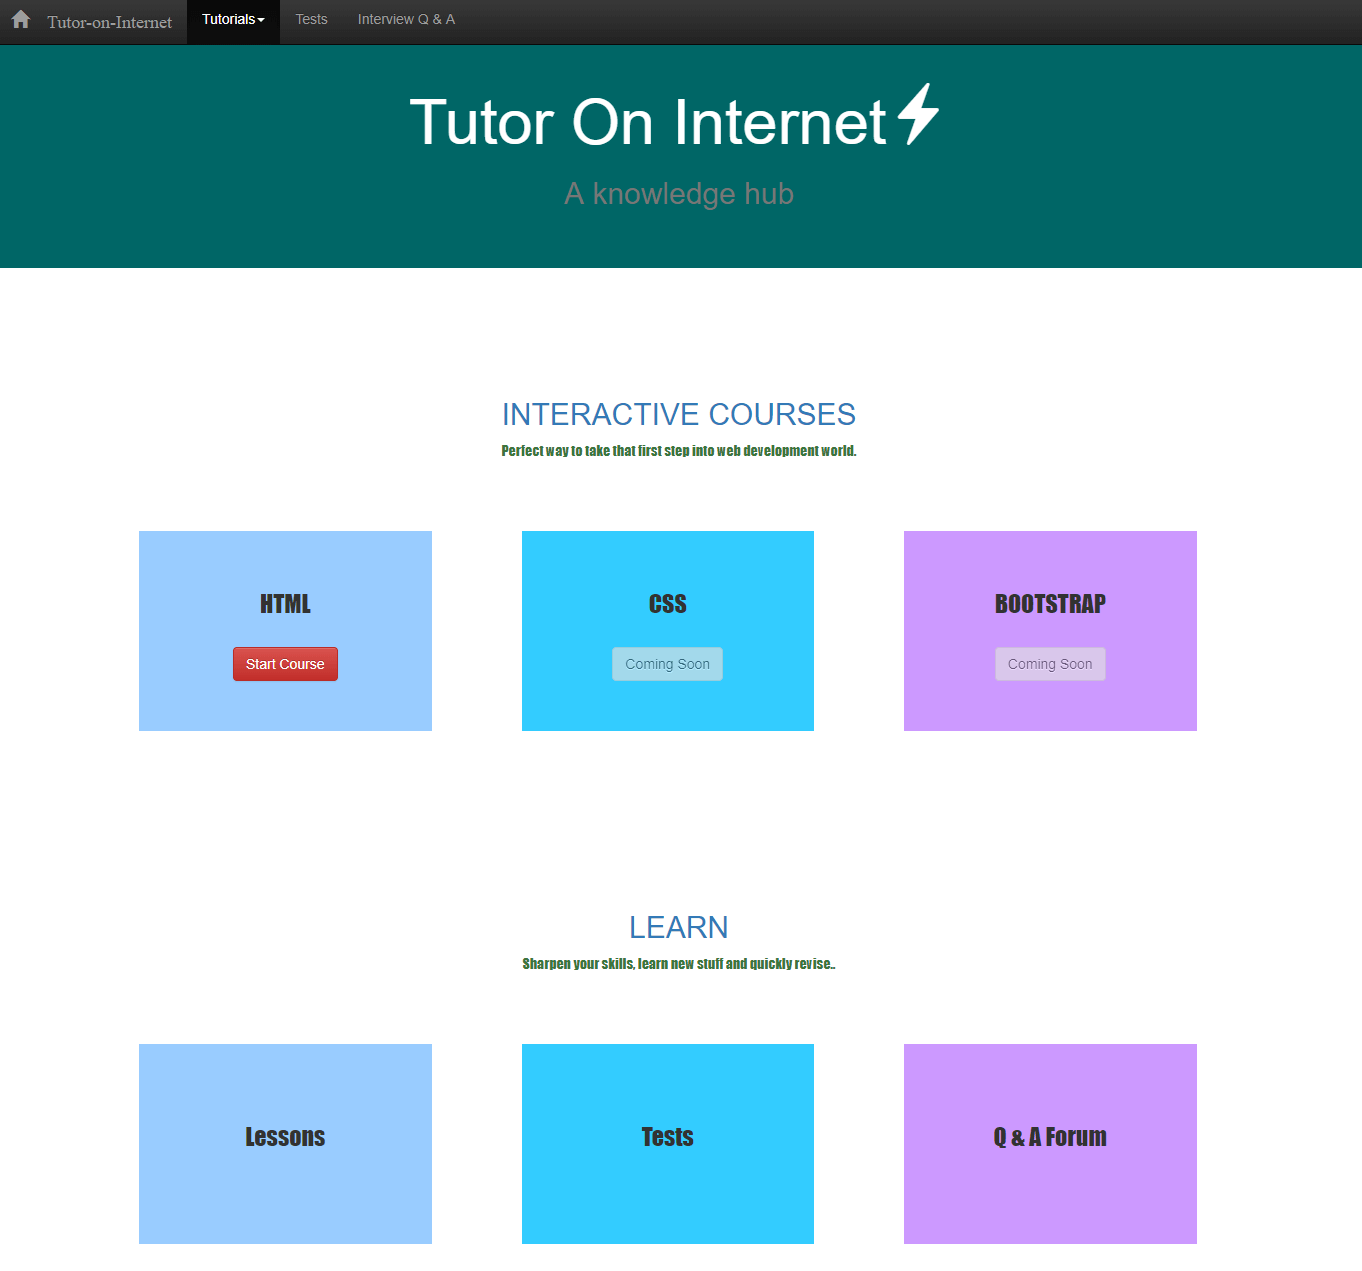 Tutor-on-Internet Tutorials Tests Interview Q & A
Tutor On Internet
A knowledge hub
INTERACTIVE COURSES
Perfect way to take that first step into web development world.
HTML CSS BOOTSTRAP
Start Course Coming Soon Coming Soon
LEARN
Sharpen your skills, learn new stuff and quickly revise..
Lessons Tests Q & A Forum